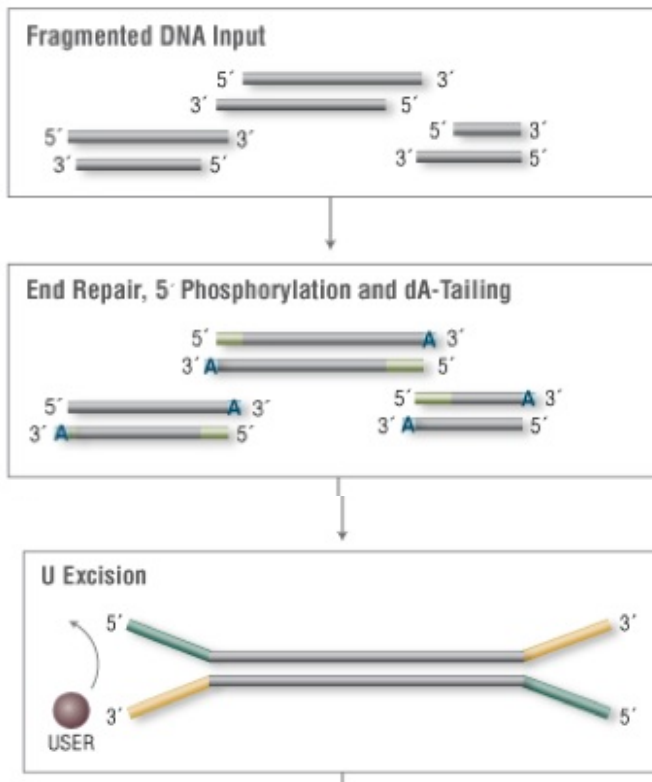 Fragmented DNA Input
5´ 3´
3´ 5´
5´ 3´
3´ 5´
5´ 3´
3´ 5´
End Repair, 5´ Phosphorylation and dA-Tailing
5´ A 3´
3´ A 5´
5´ A 3´
3´ A 5´
5´ A 3´
3´ A 5´
U Excision
5´ 3´
3´ 5´
USER